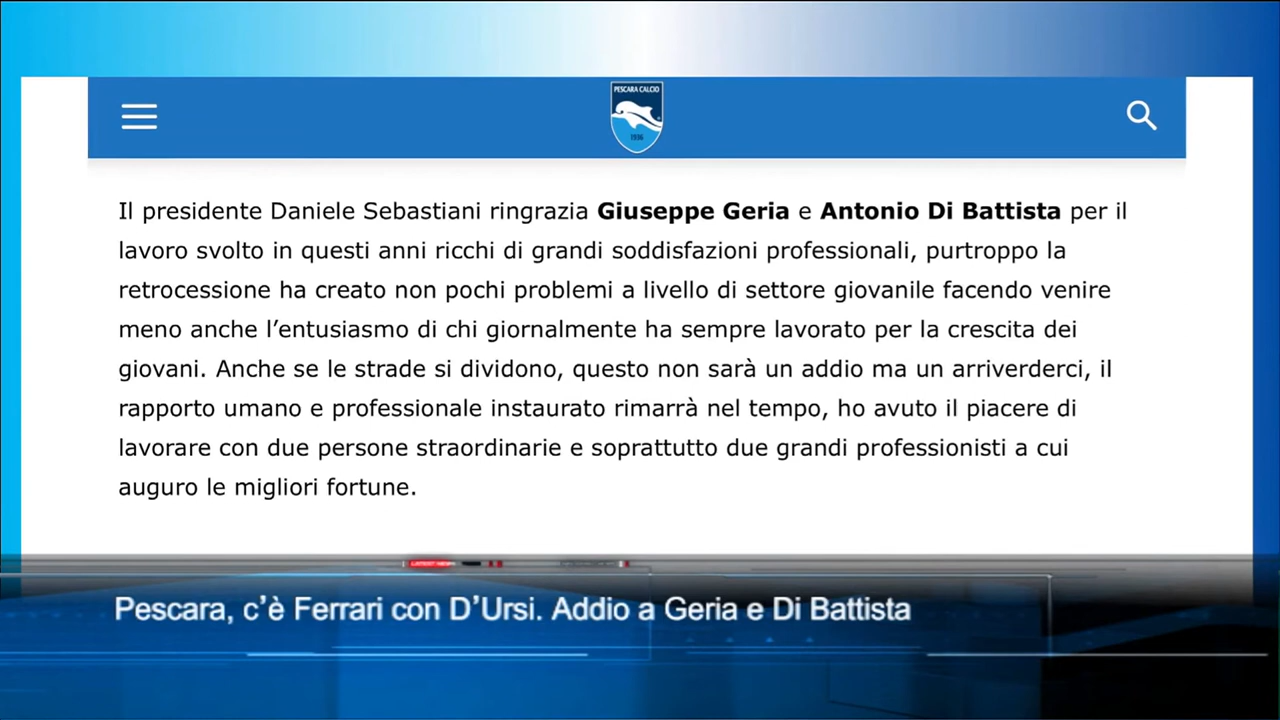 PESCARA CALCIO
1936
Il presidente Daniele Sebastiani ringrazia Giuseppe Geria e Antonio Di Battista per il
lavoro svolto in questi anni ricchi di grandi soddisfazioni professionali, purtroppo la
retrocessione ha creato non pochi problemi a livello di settore giovanile facendo venire
meno anche l’entusiasmo di chi giornalmente ha sempre lavorato per la crescita dei
giovani. Anche se le strade si dividono, questo non sarà un addio ma un arriverderci, il
rapporto umano e professionale instaurato rimarrà nel tempo, ho avuto il piacere di
lavorare con due persone straordinarie e soprattutto due grandi professionisti a cui
auguro le migliori fortune.
LATEST NEWS
Pescara, c’è Ferrari con D’Ursi. Addio a Geria e Di Battista